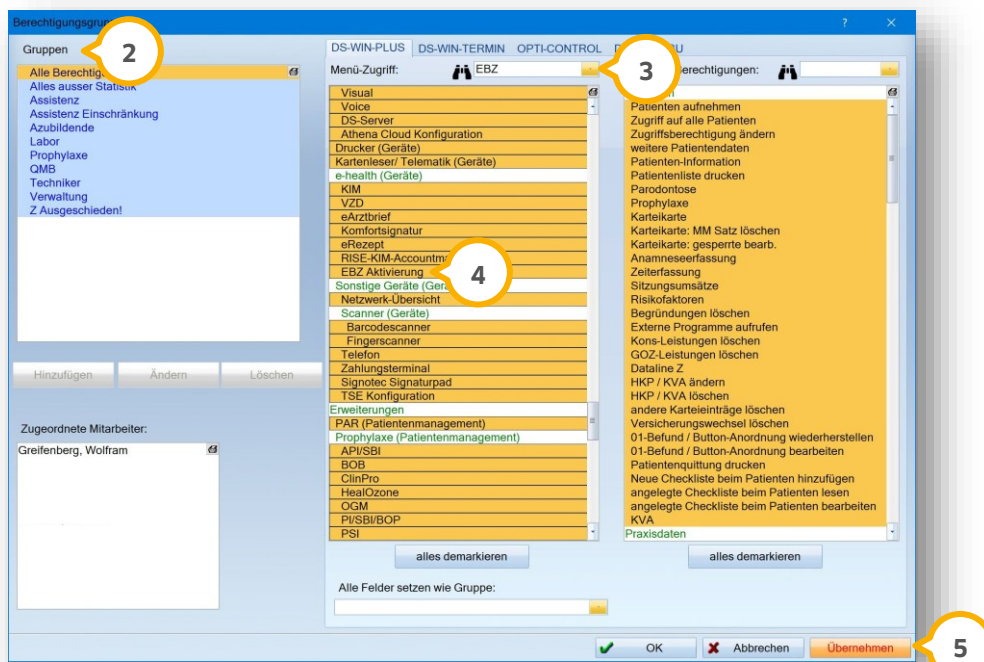 Berechtigungsgru
?
Gruppen
2
Alle Berechtig
Alles ausser Statistik
Assistenz
Assistenz Einschränkung
Azubildende
Labor
Prophylaxe
QMB
Techniker
Verwaltung
Z Ausgeschieden!
Hinzufügen Ändern Löschen
Zugeordnete Mitarbeiter:
Greifenberg, Wolfram
DS-WIN-PLUS DS-WIN-TERMIN OPTI-CONTROL D U
Menü-Zugriff: EBZ
3
Visual
Voice
DS-Server
Athena Cloud Konfiguration
Drucker (Geräte)
Kartenleser/ Telematik (Geräte)
e-health (Geräte)
KIM
VZD
eArztbrief
Komfortsignatur
eRezept
RISE-KIM-Accountma
EBZ Aktivierung
4
Sonstige Geräte (Ger
Netzwerk-Übersicht
Scanner (Geräte)
Barcodescanner
Fingerscanner
Telefon
Zahlungsterminal
Signotec Signaturpad
TSE Konfiguration
Erweiterungen
PAR (Patientenmanagement)
Prophylaxe (Patientenmanagement)
API/SBI
BOB
ClinPro
HealOzone
OGM
PI/SBI/BOP
PSI
alles demarkieren
Alle Felder setzen wie Gruppe:
erechtigungen:
Patienten aufnehmen
Zugriff auf alle Patienten
Zugriffsberechtigung ändern
weitere Patientendaten
Patienten-Information
Patientenliste drucken
Parodontose
Prophylaxe
Karteikarte
Karteikarte: MM Satz löschen
Karteikarte: gesperrte bearb.
Anamneseerfassung
Zeiterfassung
Sitzungsumsätze
Risikofaktoren
Begründungen löschen
Externe Programme aufrufen
Kons-Leistungen löschen
GOZ-Leistungen löschen
Dataline Z
HKP / KVA ändern
HKP / KVA löschen
andere Karteieinträge löschen
Versicherungswechsel löschen
01-Befund / Button-Anordnung wiederherstellen
01-Befund / Button-Anordnung bearbeiten
Patientenquittung drucken
Neue Checkliste beim Patienten hinzufügen
angelegte Checkliste beim Patienten lesen
angelegte Checkliste beim Patienten bearbeiten
KVA
Praxisdaten
alles demarkieren
OK Abbrechen Übernehmen
5